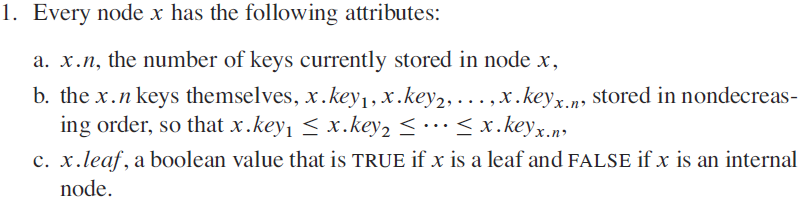 1. Every node x has the following attributes:
a. x.n, the number of keys currently stored in node x,
b. the x.n keys themselves, x.key₁, x.key₂, . . . , x.keyₓ.ₙ, stored in nondecreas-
ing order, so that x.key₁ ≤ x.key₂ ≤ ··· ≤ x.keyₓ.ₙ,
c. x.leaf, a boolean value that is TRUE if x is a leaf and FALSE if x is an internal
node.